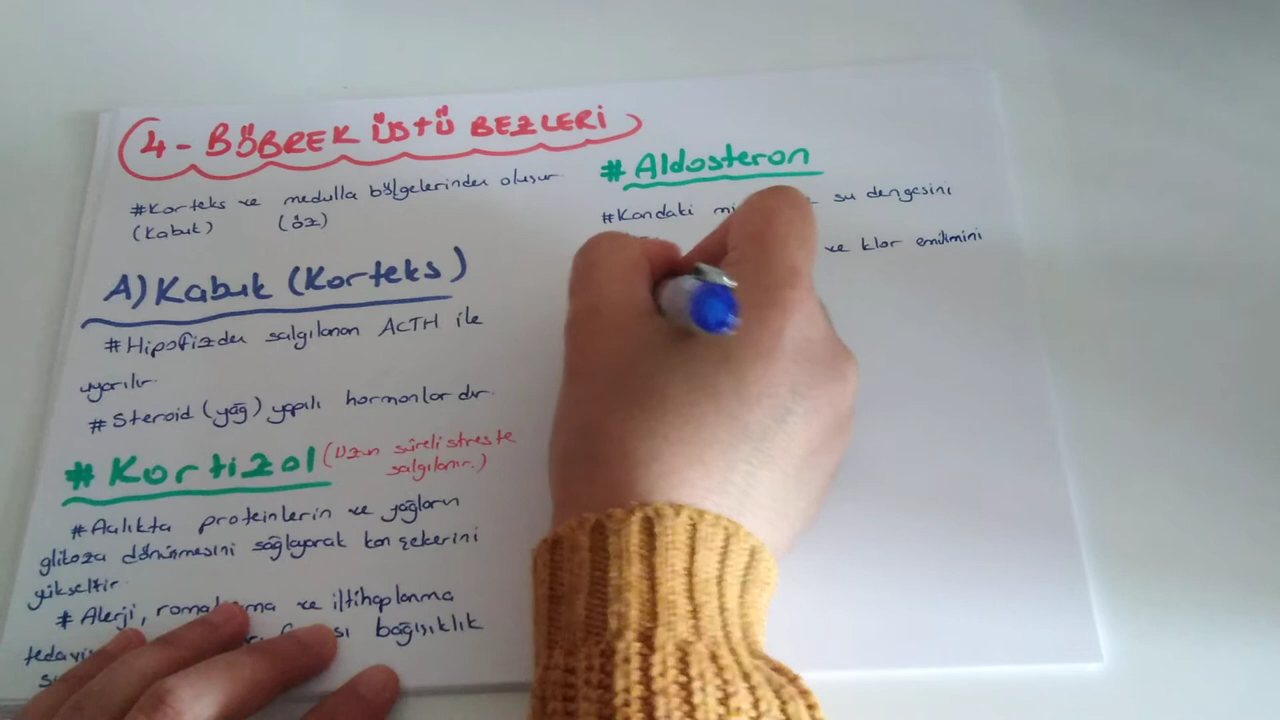 4- BÖBREK ÜSTÜ BEZLERİ
#Korteks ve medulla bölgelerinden oluşur.
(Kabuk) (öz)
A) Kabuk (Korteks)
#Hipofizden salgılanan ACTH ile
uyarılır.
#Steroid (yağ) yapılı hormonlardır.
#Kortizol (Uzun süreli streste
salgılanır.)
#Açlıkta proteinlerin ve yağların
glikoza dönüşmesini sağlayarak kan şekerini
yükseltir.
#Alerji, ve iltihaplanma
bağışıklık
#Aldosteron
#Kandaki su dengesini
ve klor emilimini